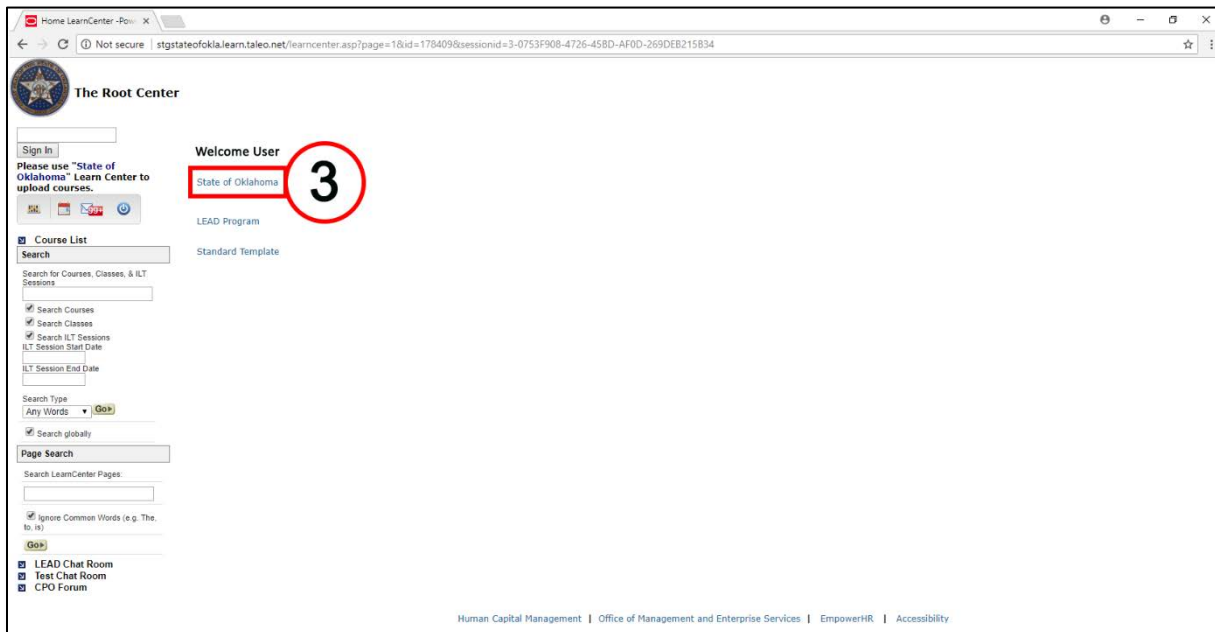 Home LearnCenter -Pow
Not secure | stgstateofokla.learn.taleo.net/learncenter.asp?page=1&id=178409&sessionid=3-0753F908-4726-458D-AF0D-269DEB215B34
The Root Center
Sign In
Please use "State of
Oklahoma" Learn Center to
upload courses.
99+
Course List
Search
Search for Courses, Classes, & ILT
Sessions
Search Courses
Search Classes
Search ILT Sessions
ILT Session Start Date
ILT Session End Date
Search Type
Any Words
Go
Search globally
Page Search
Search LearnCenter Pages:
Ignore Common Words (e.g. The,
to, is)
Go
LEAD Chat Room
Test Chat Room
CPO Forum
Welcome User
State of Oklahoma
3
LEAD Program
Standard Template
Human Capital Management | Office of Management and Enterprise Services | EmpowerHR | Accessibility